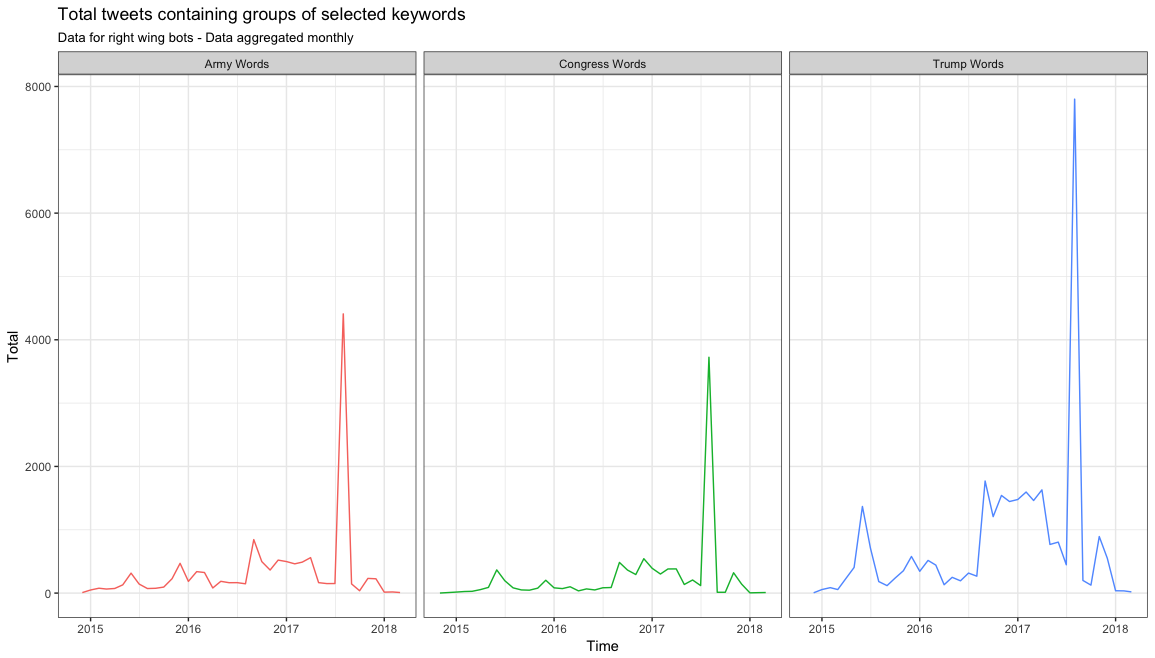 Total tweets containing groups of selected keywords
Data for right wing bots - Data aggregated monthly
Army Words
Congress Words
Trump Words
8000
6000
4000
2000
0
Total
2015 2016 2017 2018
2015 2016 2017 2018
2015 2016 2017 2018
Time